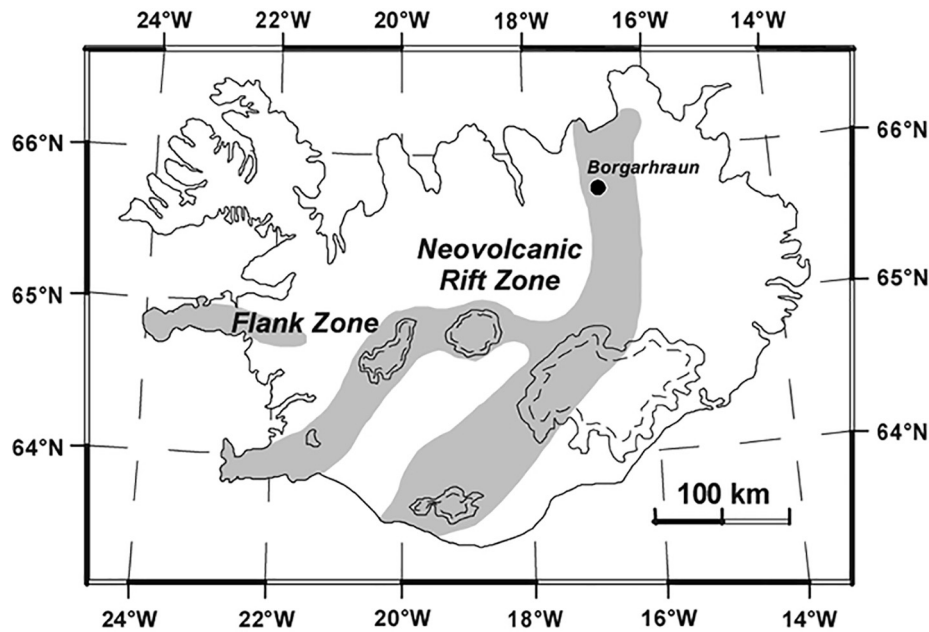 24°W 22°W 20°W 18°W 16°W 14°W
66°N 66°N
Borgarhraun
Neovolcanic
Rift Zone
65°N 65°N
Flank Zone
64°N 64°N
100 km
24°W 22°W 20°W 18°W 16°W 14°W